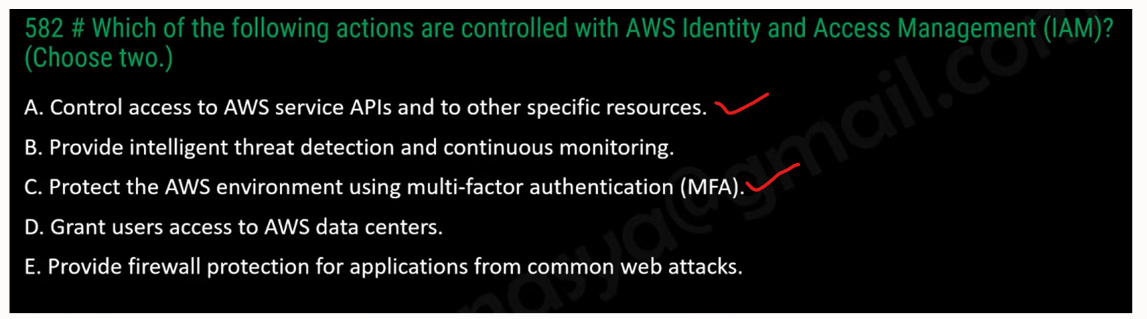 582 # Which of the following actions are controlled with AWS Identity and Access Management (IAM)?
(Choose two.)
A. Control access to AWS service APIs and to other specific resources.
B. Provide intelligent threat detection and continuous monitoring.
C. Protect the AWS environment using multi-factor authentication (MFA).
D. Grant users access to AWS data centers.
E. Provide firewall protection for applications from common web attacks.
nasya@gmail.com